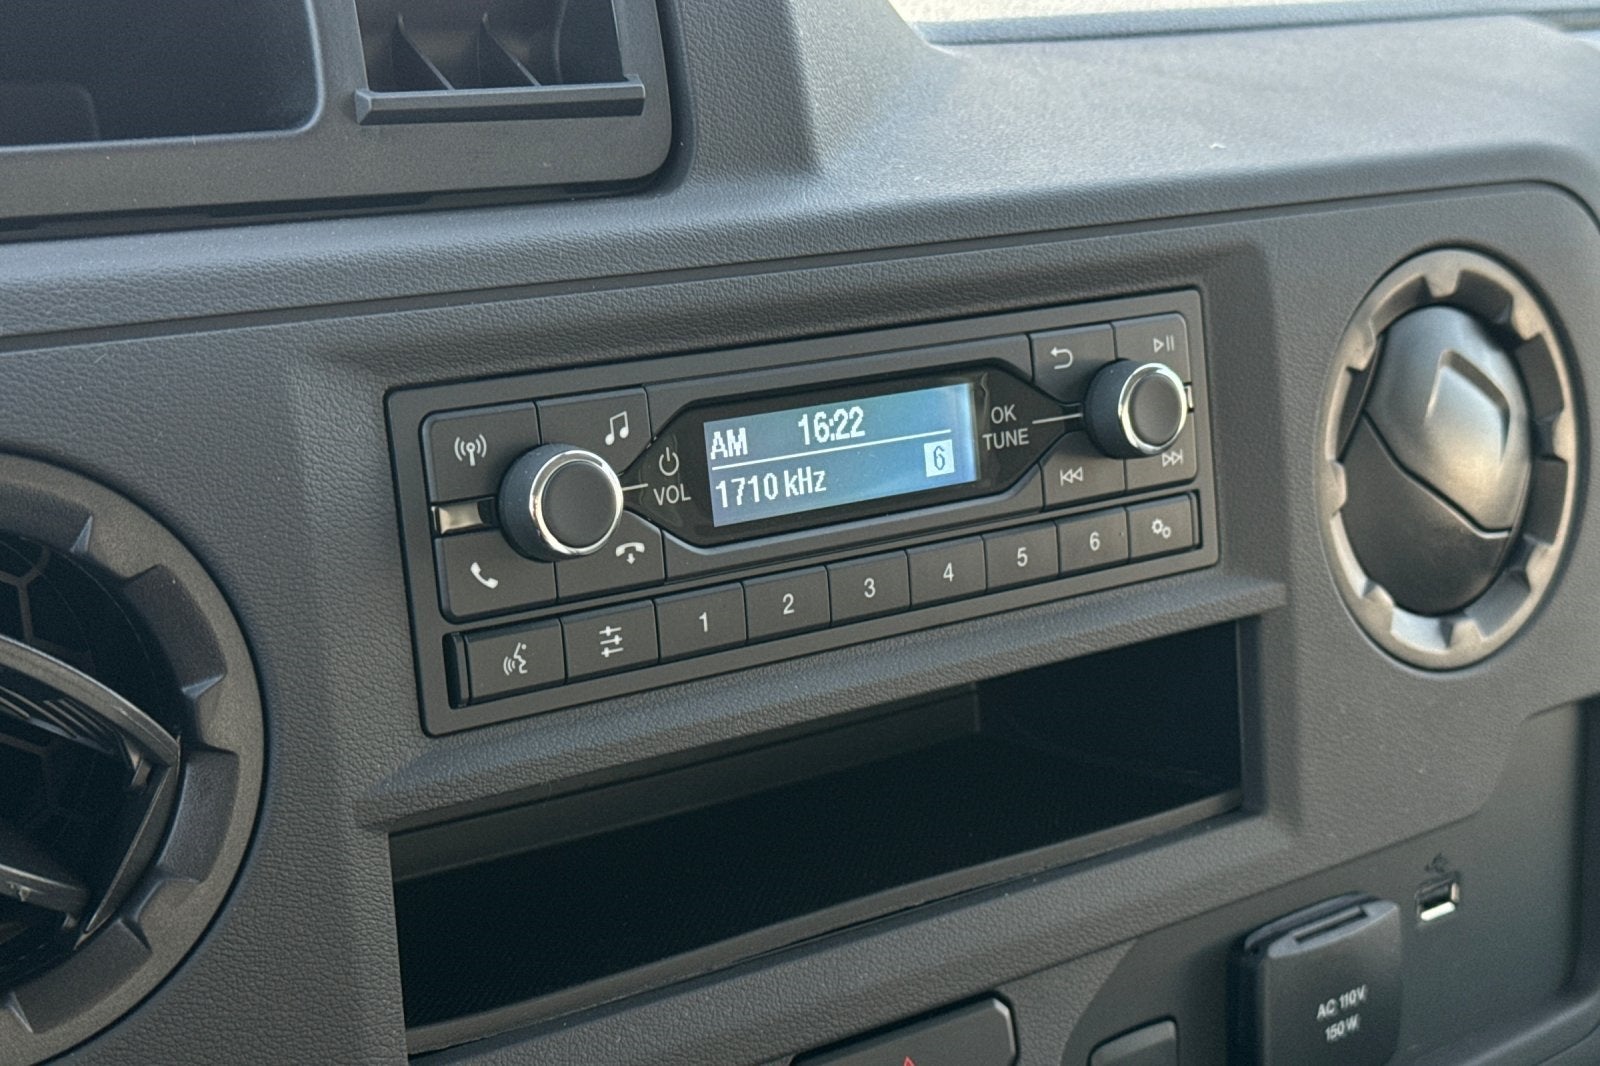 AM 16:22
1710 kHz 6
VOL
OK
TUNE
1 2 3 4 5 6
AC 110V
150W